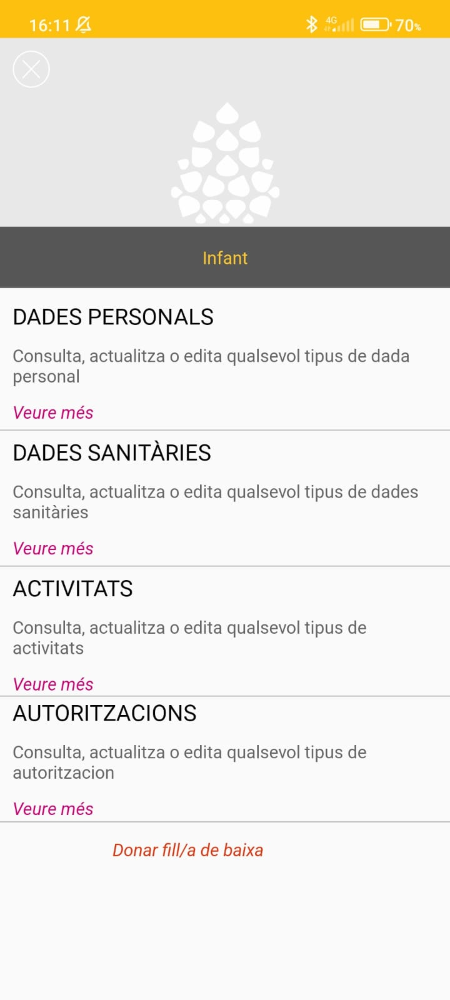 16:11 4G 70%
Infant
DADES PERSONALS
Consulta, actualitza o edita qualsevol tipus de dada
personal
Veure més
DADES SANITÀRIES
Consulta, actualitza o edita qualsevol tipus de dades
sanitàries
Veure més
ACTIVITATS
Consulta, actualitza o edita qualsevol tipus de
activitats
Veure més
AUTORITZACIONS
Consulta, actualitza o edita qualsevol tipus de
autoritzacion
Veure més
Donar fill/a de baixa